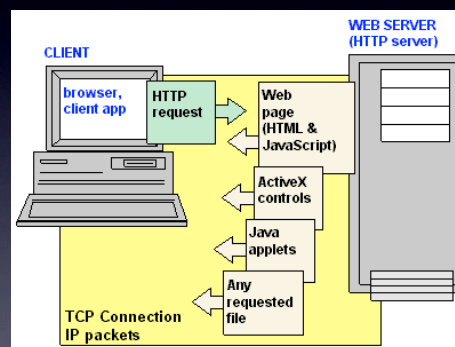 WEB SERVER
(HTTP server)
CLIENT
browser,
client app
HTTP
request
Web
page
(HTML &
JavaScript)
ActiveX
controls
Java
applets
Any
requested
file
TCP Connection
IP packets